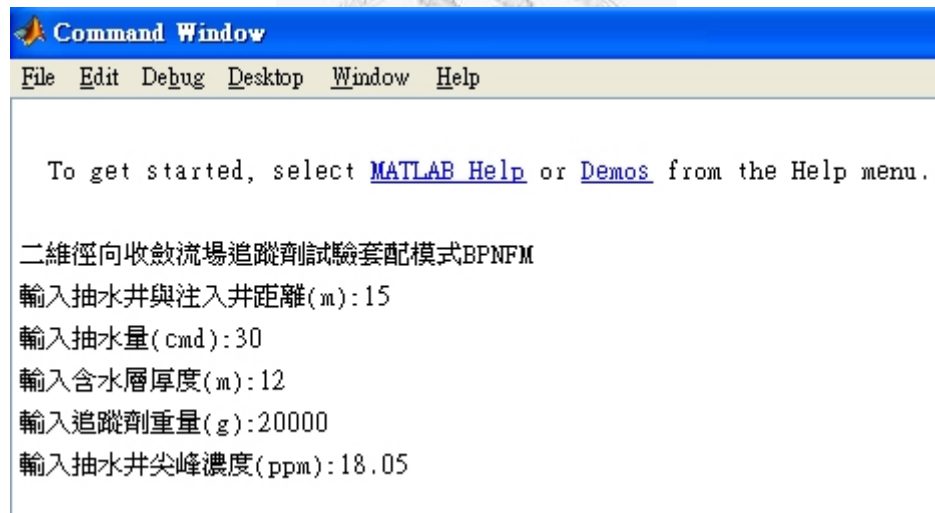 Command Window
File Edit Debug Desktop Window Help
To get started, select MATLAB Help or Demos from the Help menu.
二維徑向收斂流場追蹤劑試驗套配模式BPNFM
輸入抽水井與注入井距離(m):15
輸入抽水量(cmd):30
輸入含水層厚度(m):12
輸入追蹤劑重量(g):20000
輸入抽水井尖峰濃度(ppm):18.05